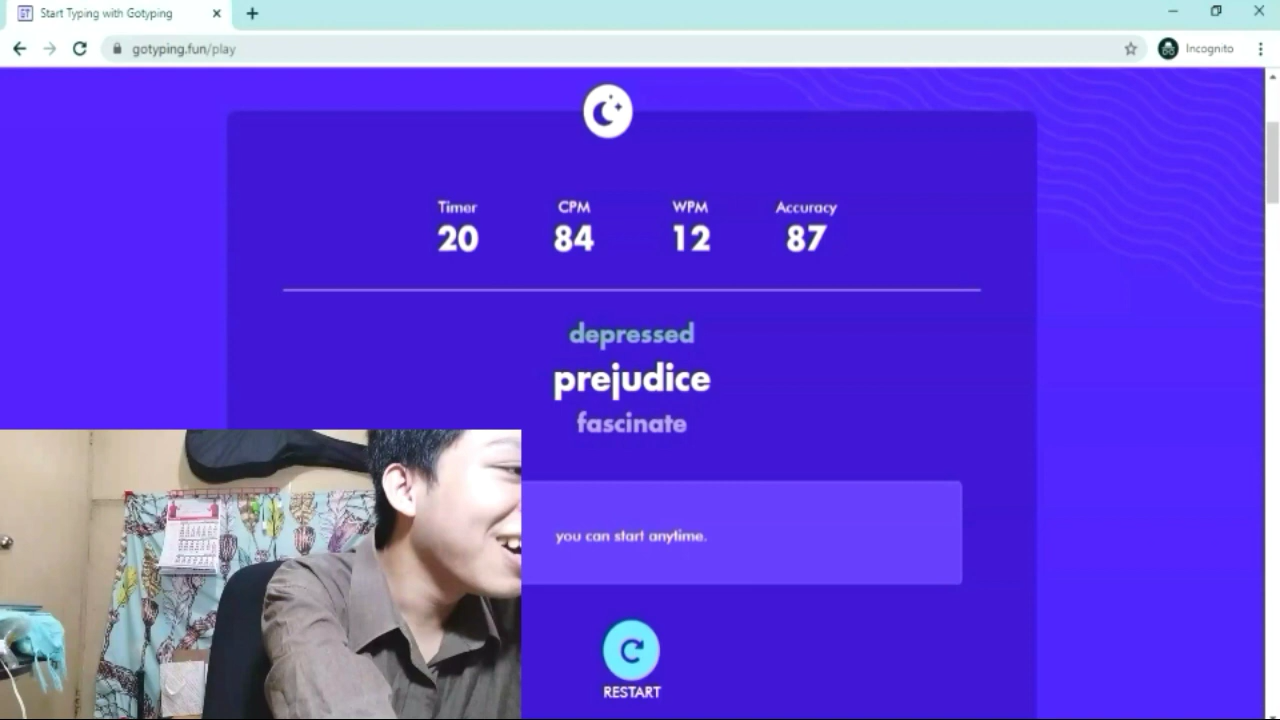 Start Typing with Gotyping
gotyping.fun/play
Incognito
Timer CPM WPM Accuracy
20 84 12 87
depressed
prejudice
fascinate
you can start anytime.
RESTART